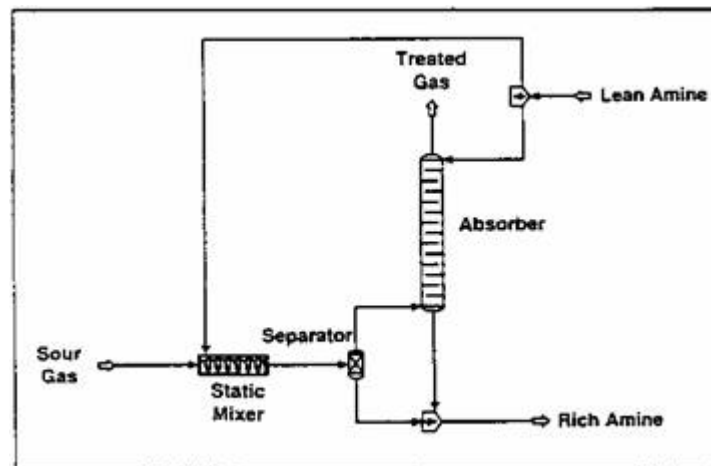 Treated
Gas
Lean Amine
Absorber
Separator
Sour
Gas
Static
Mixer
Rich Amine